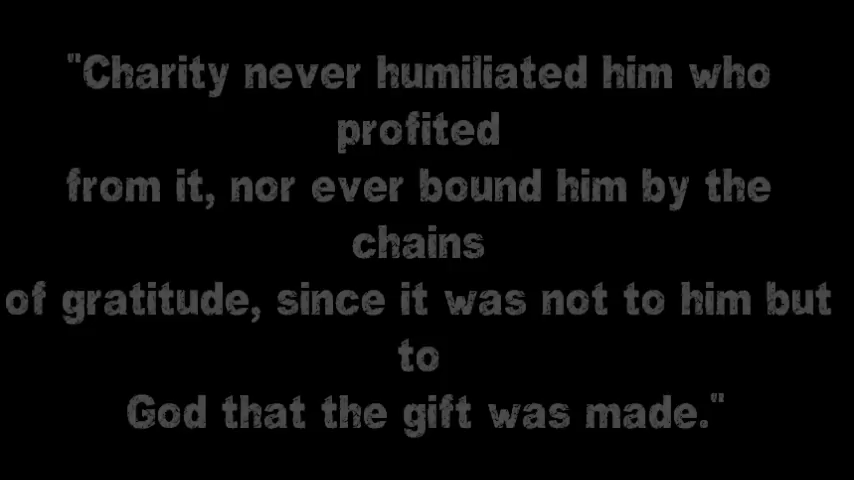 "Charity never humiliated him who
profited
from it, nor ever bound him by the
chains
of gratitude, since it was not to him but
to
God that the gift was made."